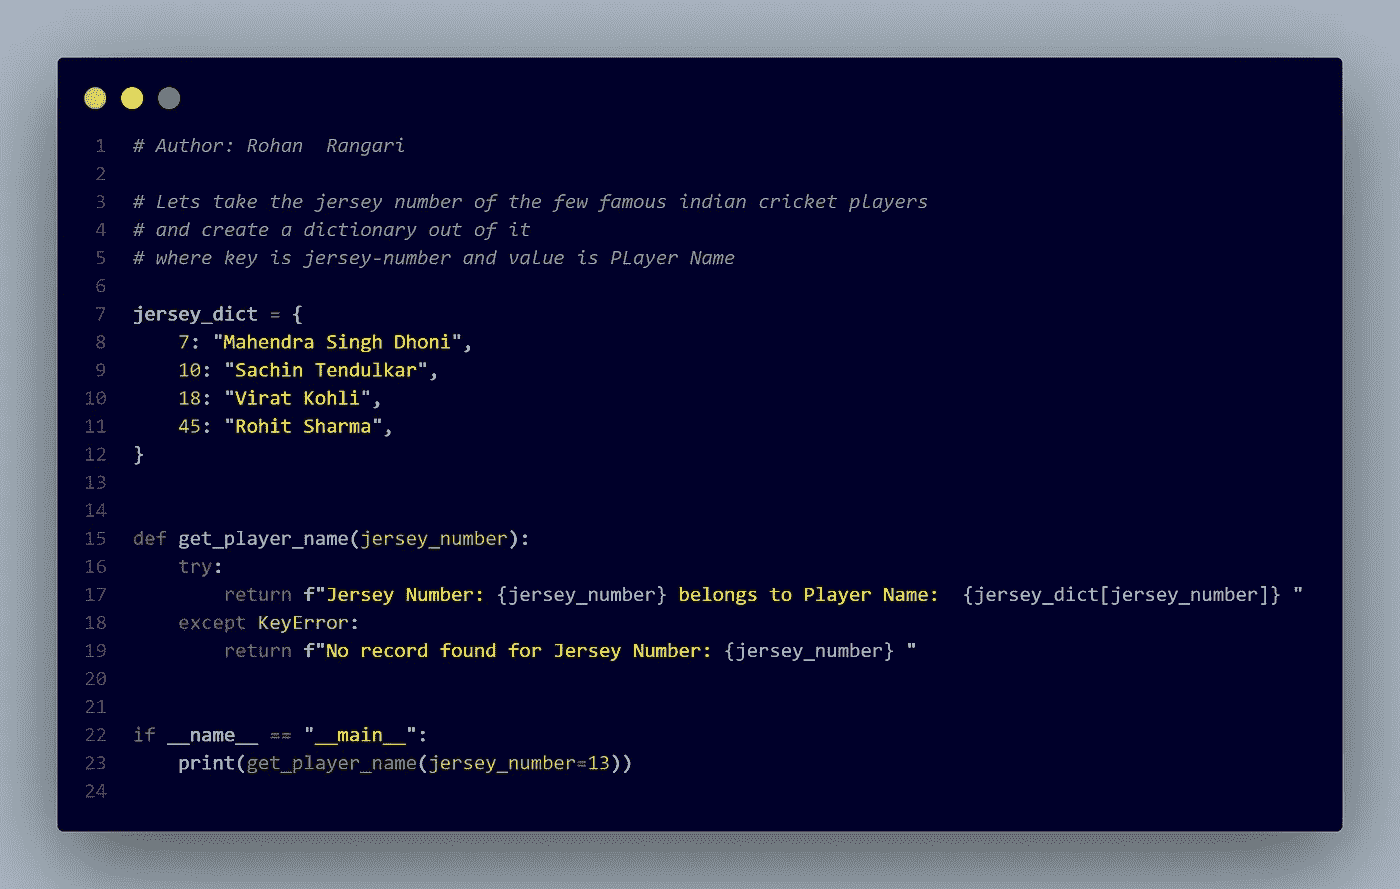 1 # Author: Rohan  Rangari
2
3 # Lets take the jersey number of the few famous indian cricket players
4 # and create a dictionary out of it
5 # where key is jersey-number and value is PLayer Name
6
7 jersey_dict = {
8     7: "Mahendra Singh Dhoni",
9     10: "Sachin Tendulkar",
10     18: "Virat Kohli",
11     45: "Rohit Sharma",
12 }
13
14
15 def get_player_name(jersey_number):
16     try:
17         return f"Jersey Number: {jersey_number} belongs to Player Name:  {jersey_dict[jersey_number]} "
18     except KeyError:
19         return f"No record found for Jersey Number: {jersey_number} "
20
21
22 if __name__ == "__main__":
23     print(get_player_name(jersey_number=13))
24